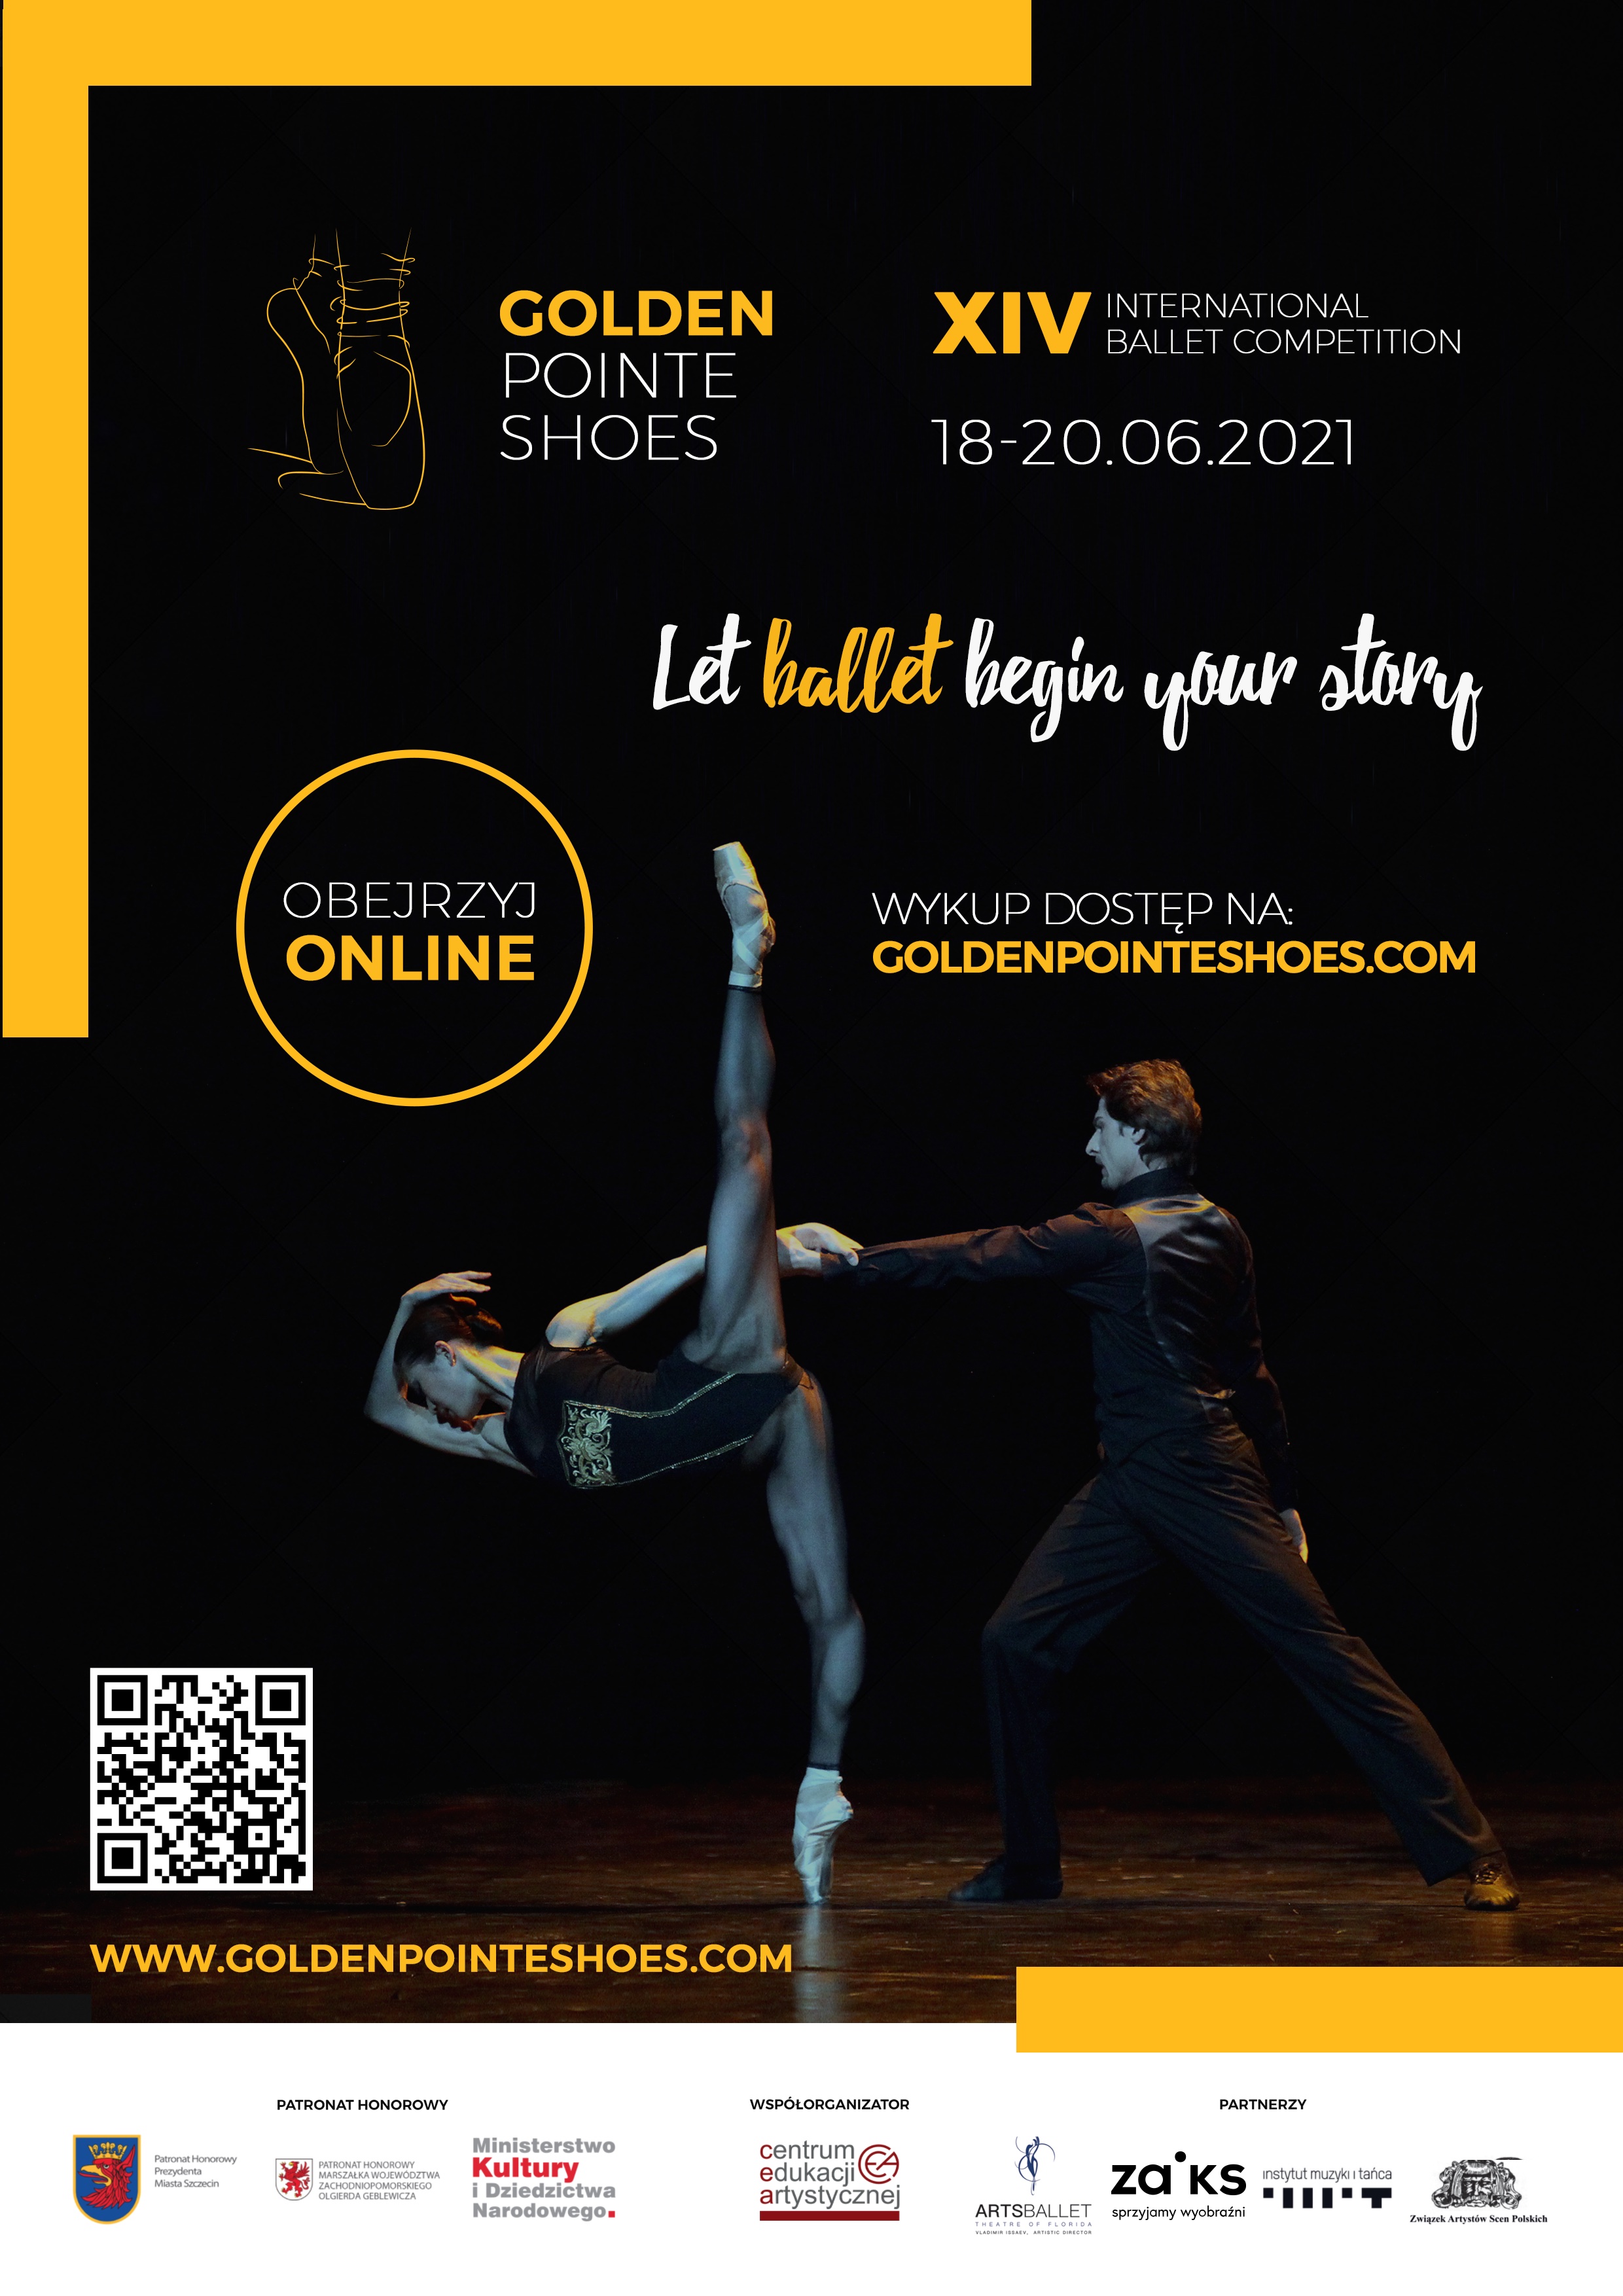 GOLDEN
POINTE
SHOES
XIV INTERNATIONAL
BALLET COMPETITION
18-20.06.2021
Let ballet begin your story
OBEJRZYJ
ONLINE
WYKUP DOSTĘP NA:
GOLDENPOINTESHOES.COM
WWW.GOLDENPOINTESHOES.COM
PATRONAT HONOROWY
Patronat Honorowy
Prezydenta
Miasta Szczecin
PATRONAT HONOROWY
MARSZAŁKA WOJEWÓDZTWA
ZACHODNIOPOMORSKIEGO
OLGIERDA GEBLEWICZA
Ministerstwo
Kultury
i Dziedzictwa
Narodowego.
WSPÓŁORGANIZATOR
centrum
edukacji
artystycznej
CEA
PARTNERZY
ARTSBALLET
THEATRE OF FLORIDA
VLADIMIR ISSAEV, ARTISTIC DIRECTOR
za'ks
sprzyjamy wyobraźni
instytut muzyki i tańca
Związek Artystów Scen Polskich